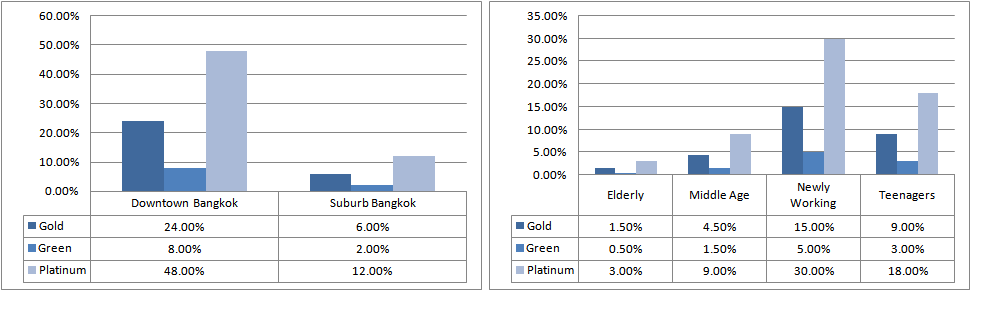 60.00%
50.00%
40.00%
30.00%
20.00%
10.00%
0.00%
Downtown Bangkok Suburb Bangkok
Gold 24.00% 6.00%
Green 8.00% 2.00%
Platinum 48.00% 12.00%
35.00%
30.00%
25.00%
20.00%
15.00%
10.00%
5.00%
0.00%
Elderly Middle Age Newly Working Teenagers
Gold 1.50% 4.50% 15.00% 9.00%
Green 0.50% 1.50% 5.00% 3.00%
Platinum 3.00% 9.00% 30.00% 18.00%